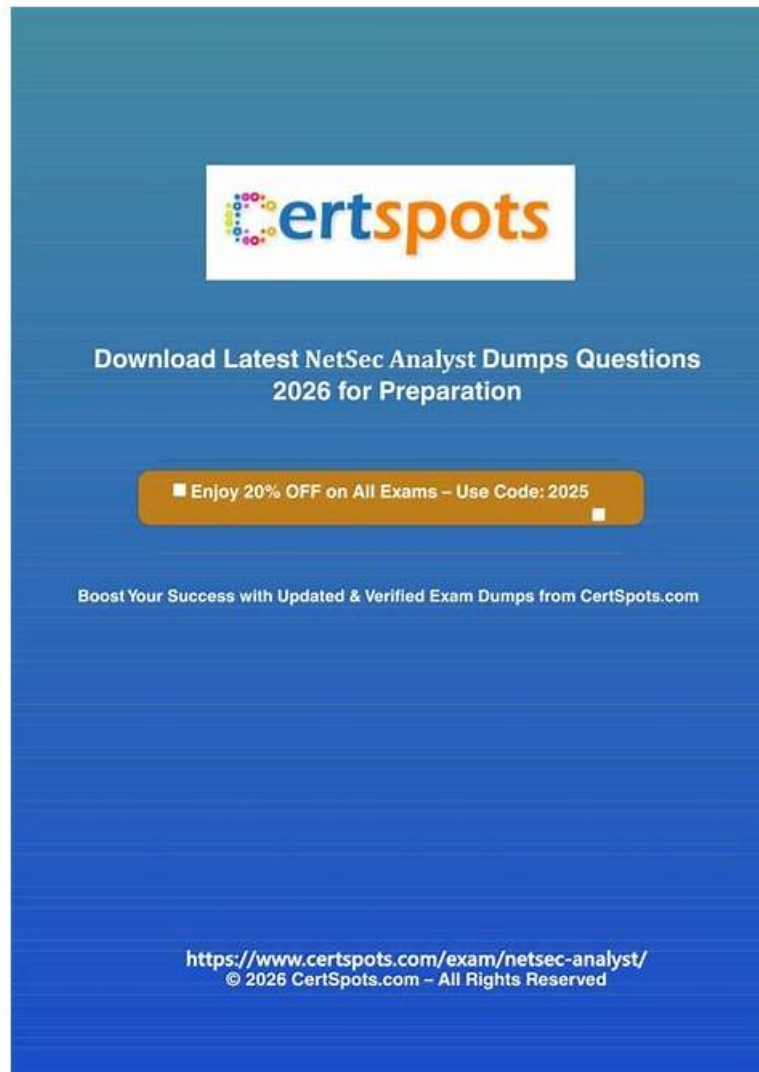 Certspots
Download Latest NetSec Analyst Dumps Questions
2026 for Preparation
Enjoy 20% OFF on All Exams – Use Code: 2025
Boost Your Success with Updated & Verified Exam Dumps from CertSpots.com
https://www.certspots.com/exam/netsec-analyst/
© 2026 CertSpots.com – All Rights Reserved